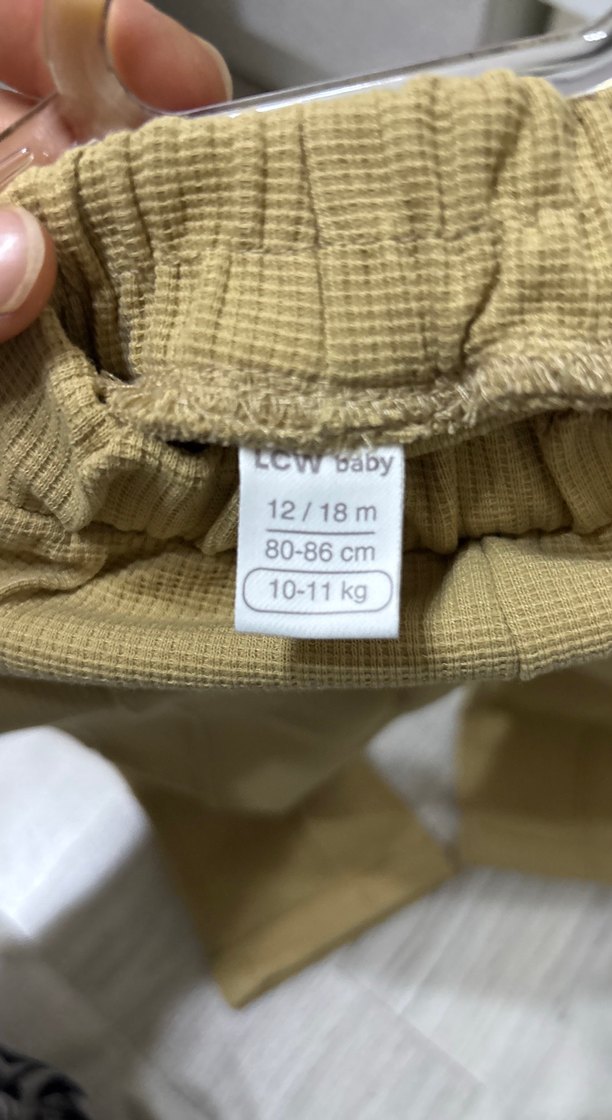 LCW baby
12 / 18 m
80-86 cm
10-11 kg